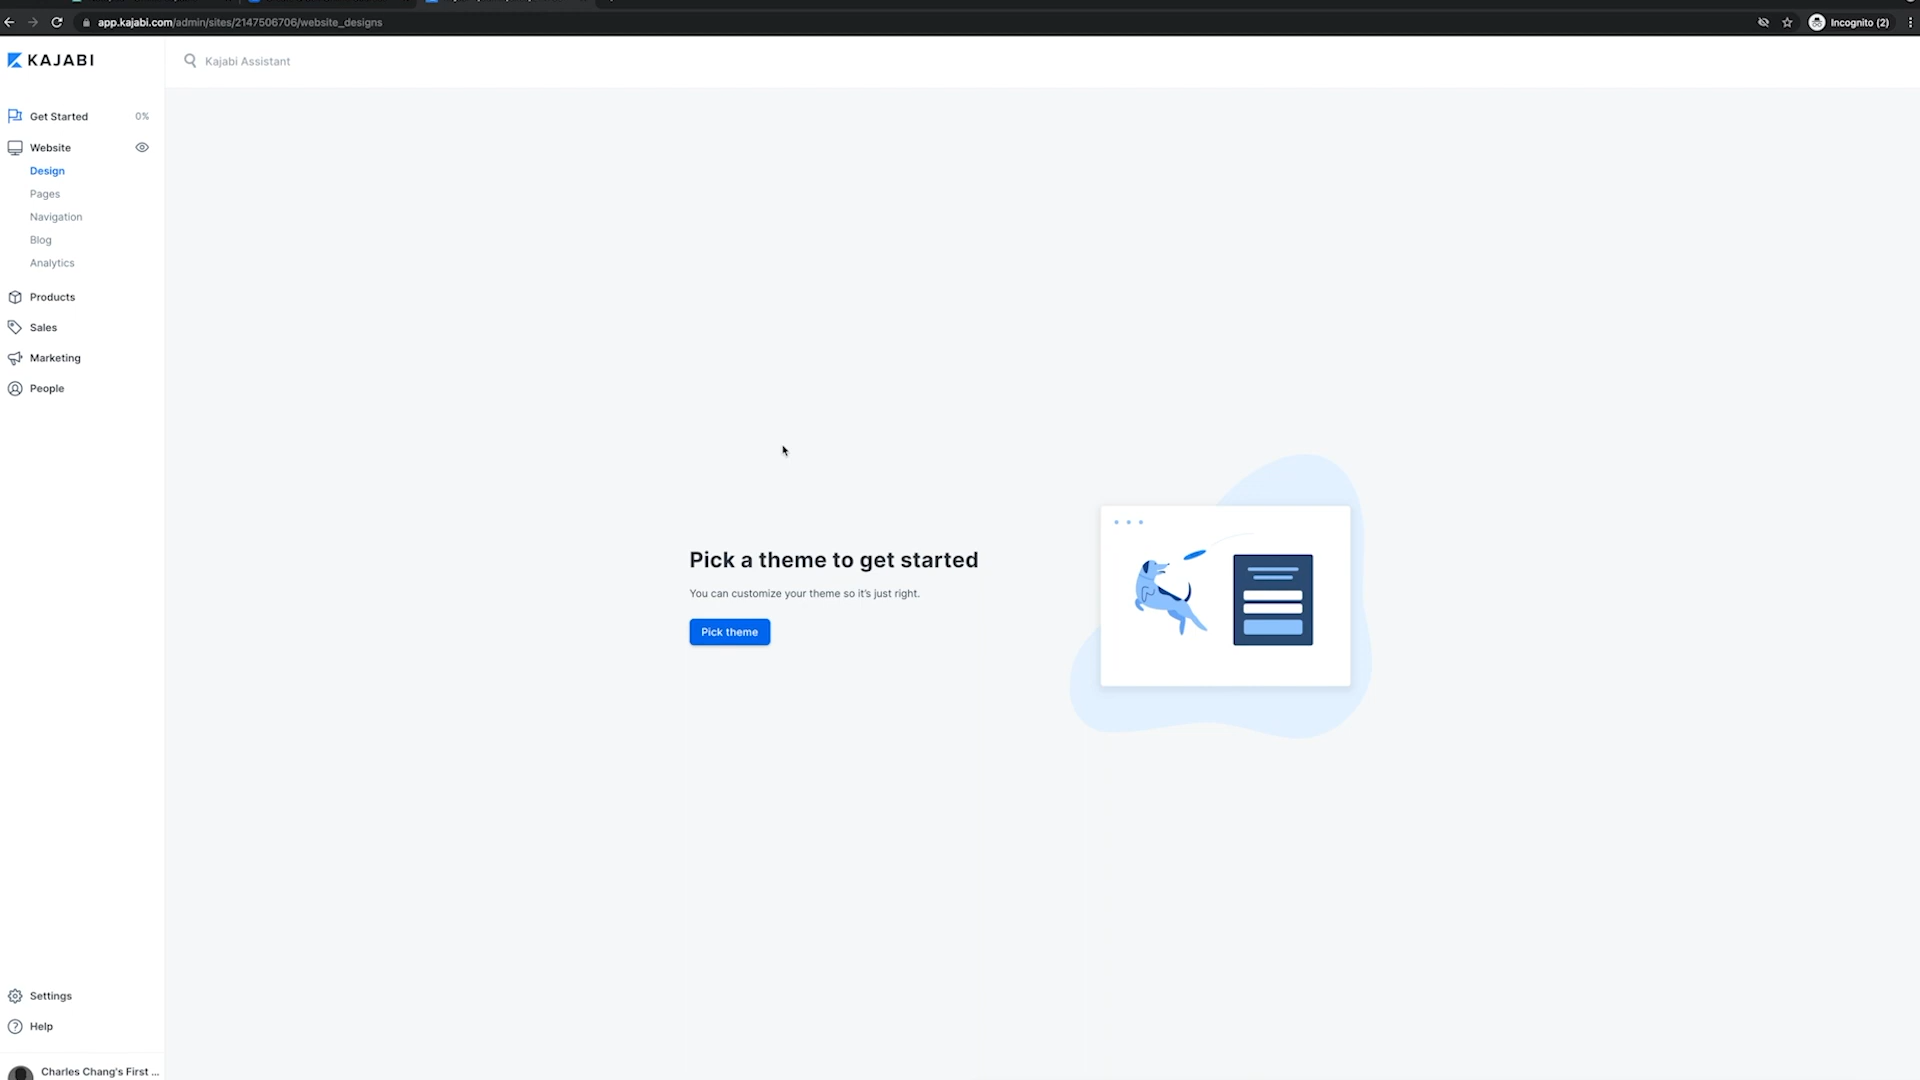 app.kajabi.com/admin/sites/2147506706/website_designs
Incognito (2)
KAJABI
Kajabi Assistant
Get Started 0%
Website
Design
Pages
Navigation
Blog
Analytics
Products
Sales
Marketing
People
Pick a theme to get started
You can customize your theme so it's just right.
Pick theme
Settings
Help
Charles Chang's First ...